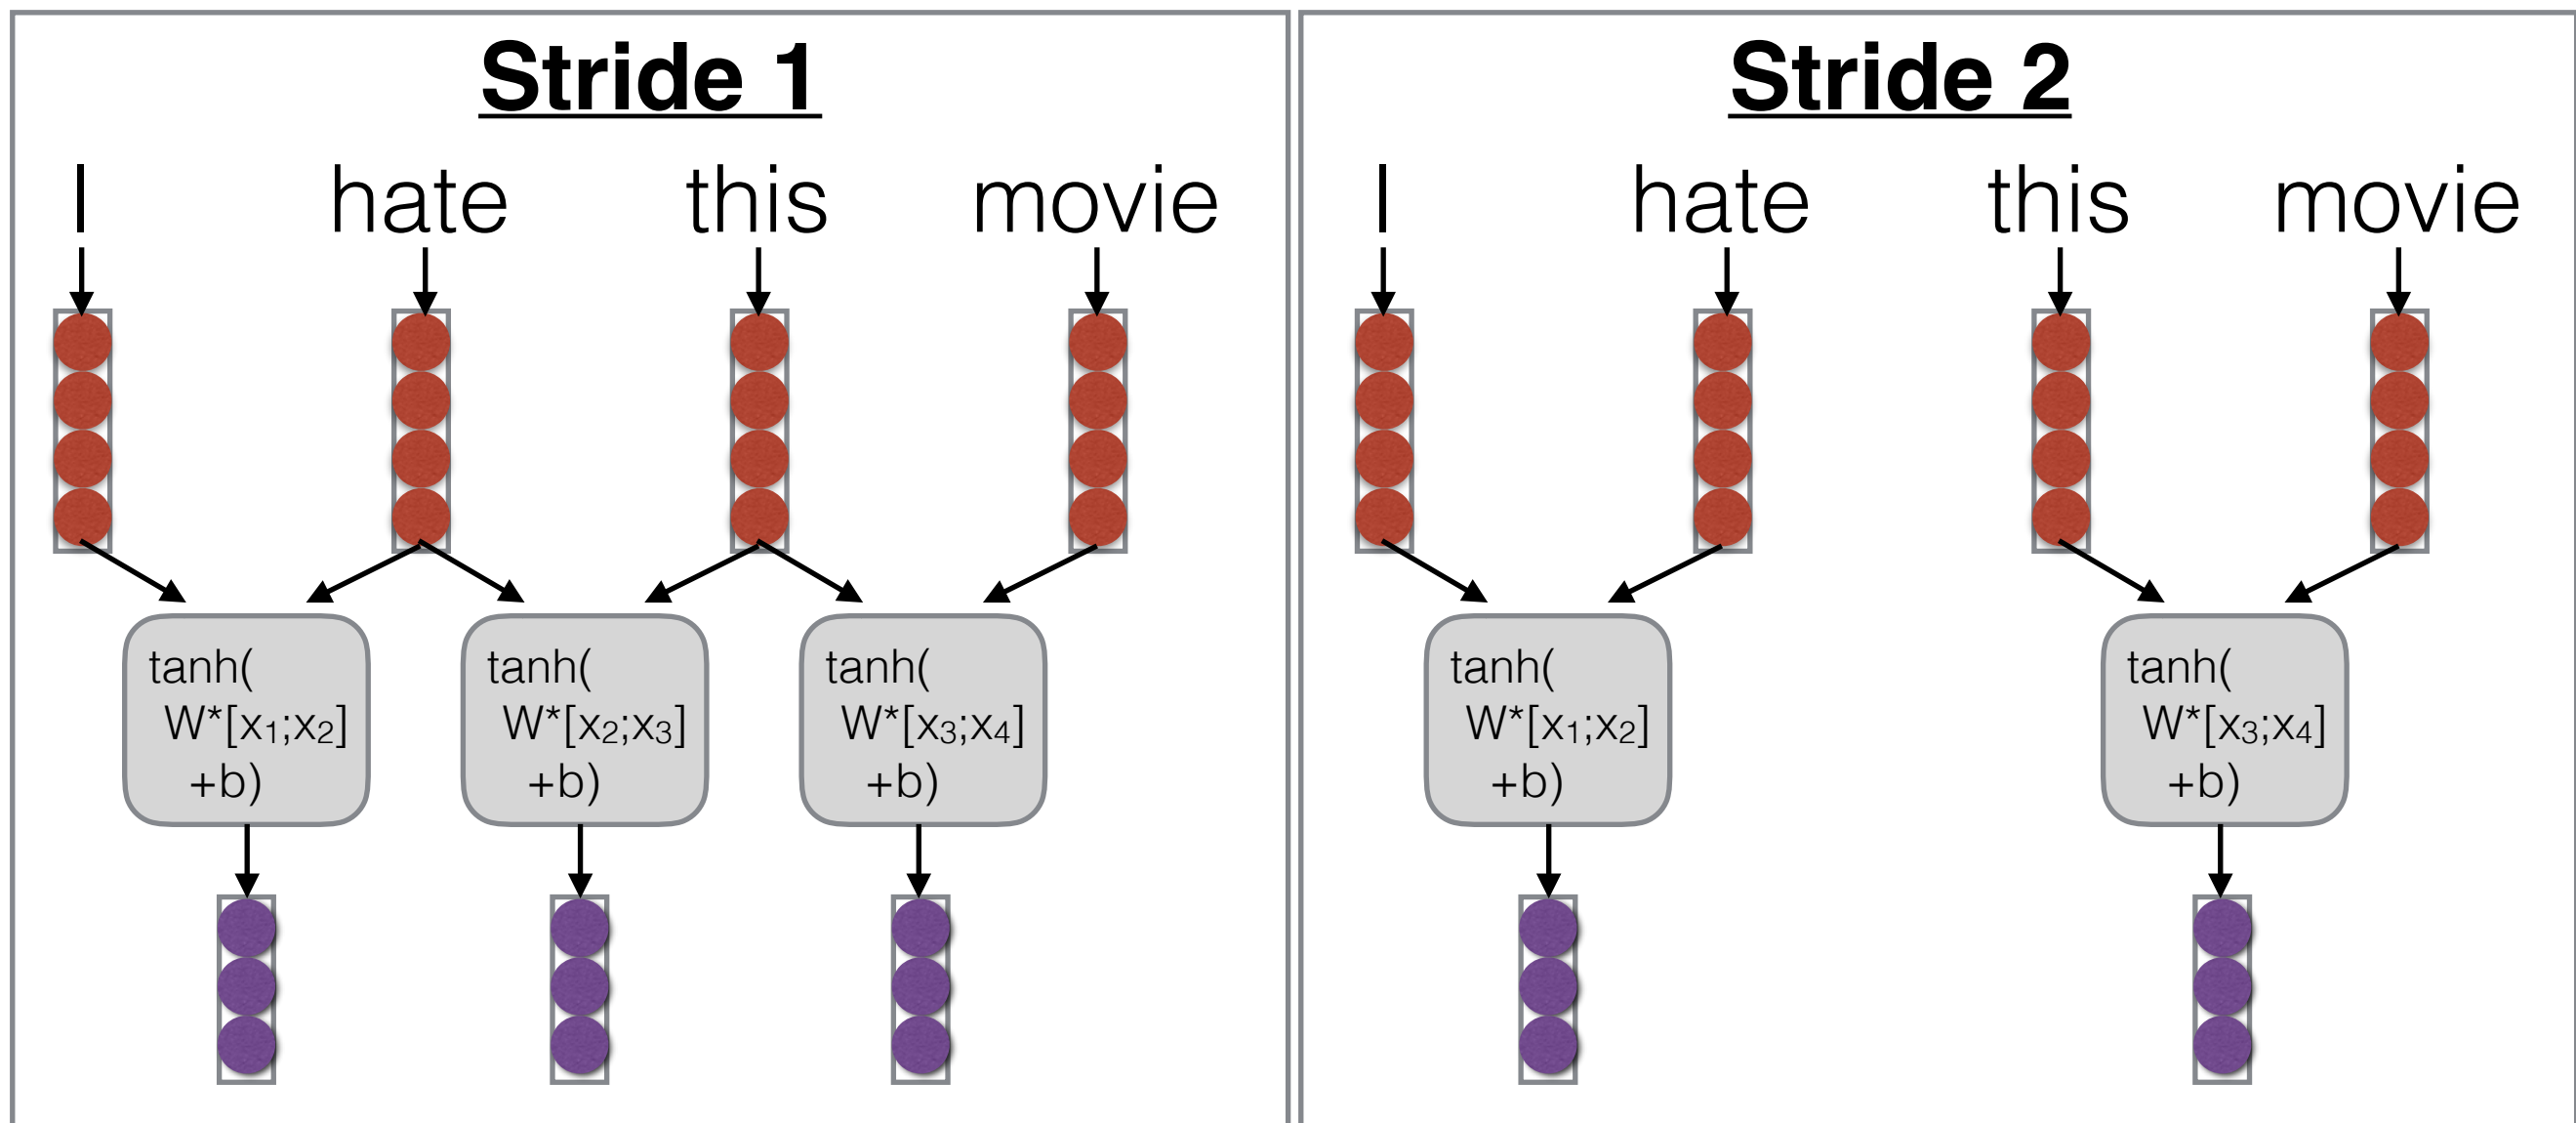 Stride 1
I hate this movie
tanh(
W*[x₁;x₂]
+b)
tanh(
W*[x₂;x₃]
+b)
tanh(
W*[x₃;x₄]
+b)
Stride 2
I hate this movie
tanh(
W*[x₁;x₂]
+b)
tanh(
W*[x₃;x₄]
+b)